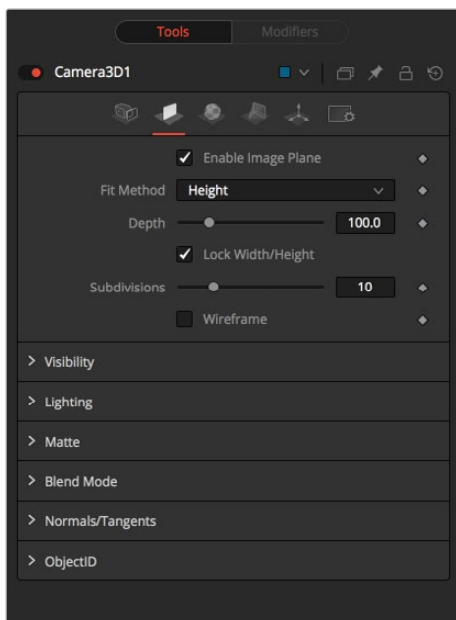 Tools Modifiers
Camera3D1
Enable Image Plane
Fit Method Height
Depth 100.0
Lock Width/Height
Subdivisions 10
Wireframe
Visibility
Lighting
Matte
Blend Mode
Normals/Tangents
ObjectID